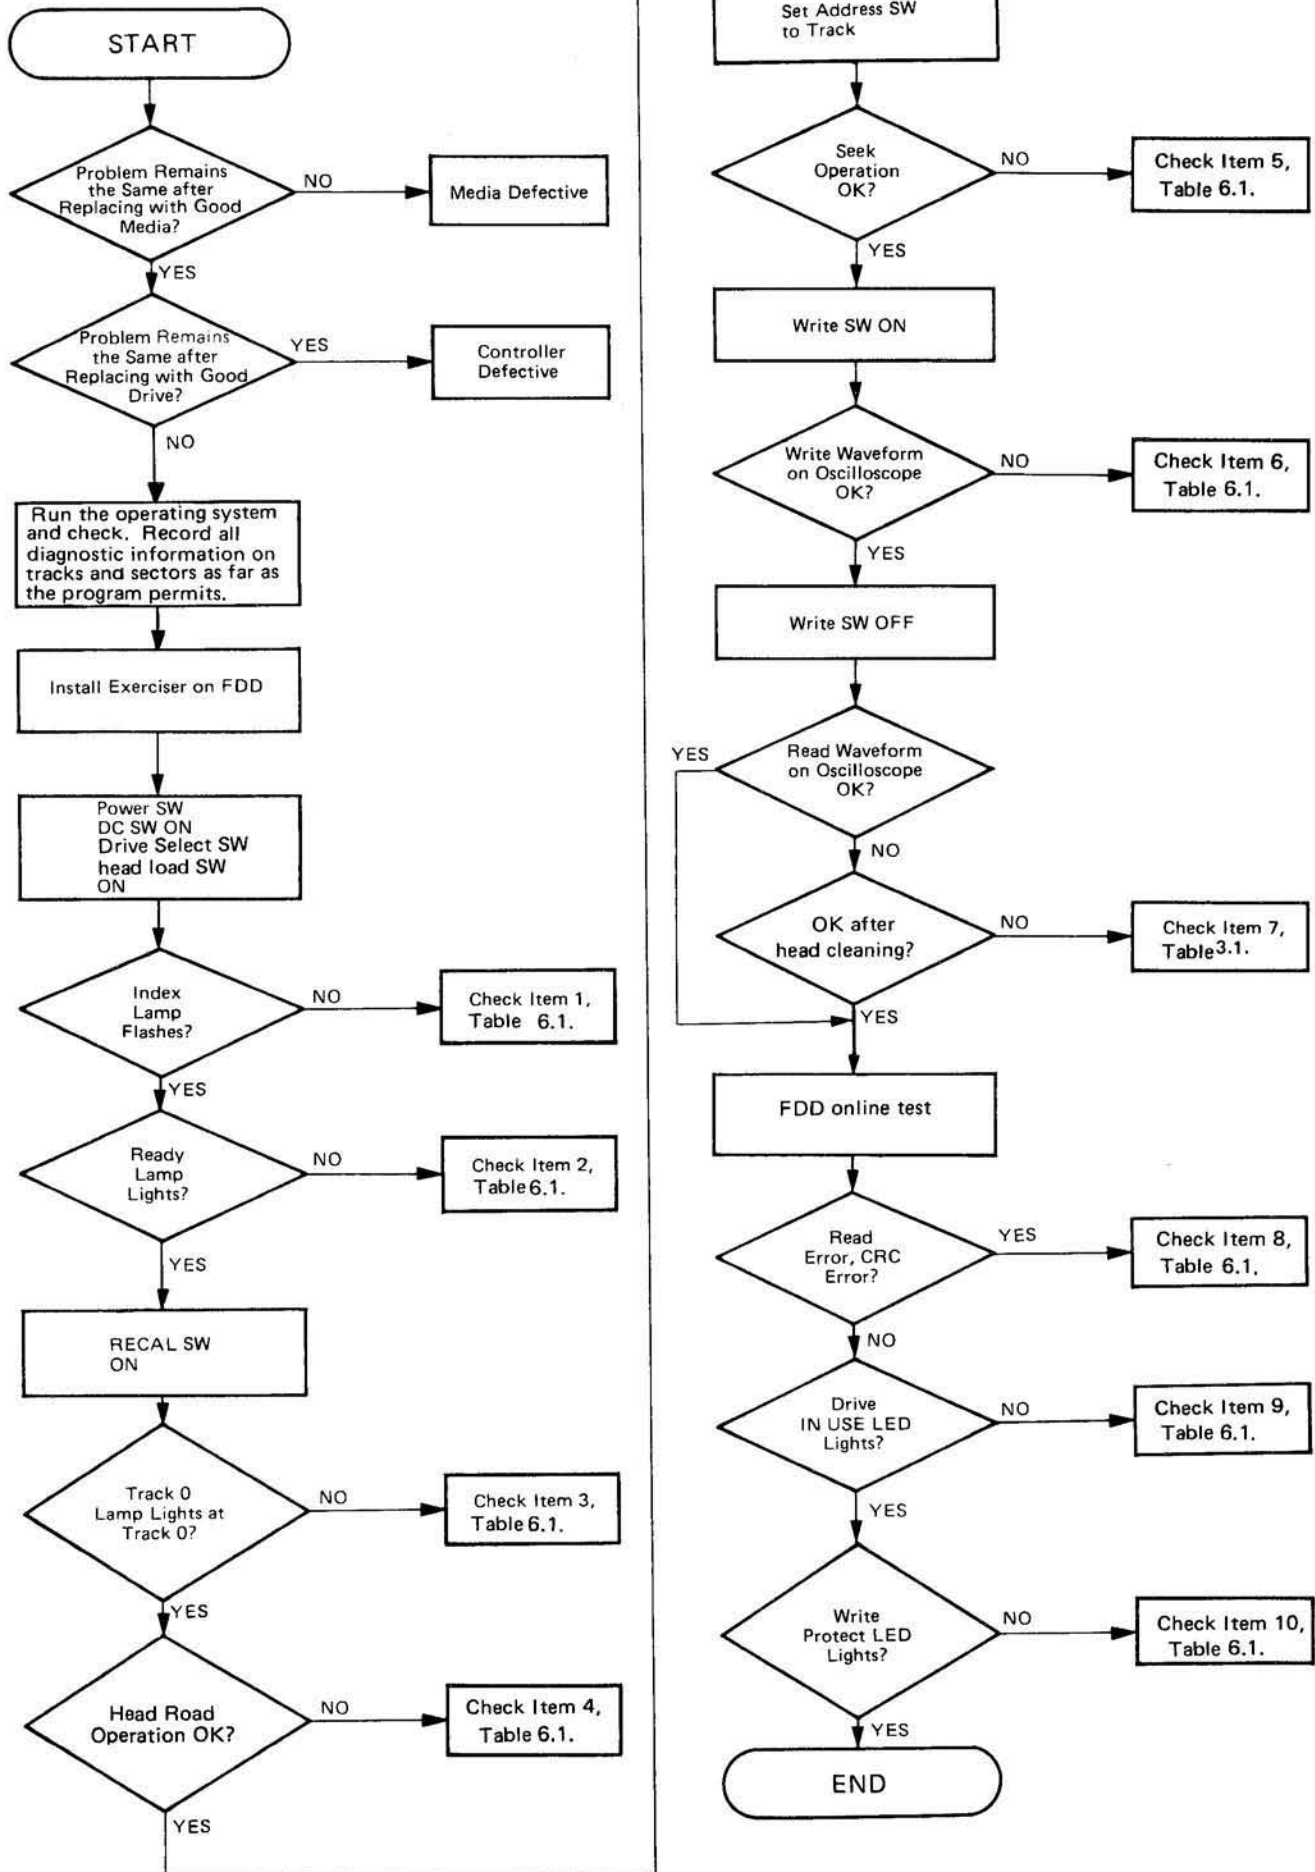 START
Problem Remains
the Same after
Replacing with Good
Media?
NO
Media Defective
YES
Problem Remains
the Same after
Replacing with Good
Drive?
YES
Controller
Defective
NO
Run the operating system
and check. Record all
diagnostic information on
tracks and sectors as far as
the program permits.
Install Exerciser on FDD
Power SW
DC SW ON
Drive Select SW
head load SW
ON
Index
Lamp
Flashes?
NO
Check Item 1,
Table 6.1.
YES
Ready
Lamp
Lights?
NO
Check Item 2,
Table 6.1.
YES
RECAL SW
ON
Track 0
Lamp Lights at
Track 0?
NO
Check Item 3,
Table 6.1.
YES
Head Road
Operation OK?
NO
Check Item 4,
Table 6.1.
YES
Set Address SW
to Track
Seek
Operation
OK?
NO
Check Item 5,
Table 6.1.
YES
Write SW ON
Write Waveform
on Oscilloscope
OK?
NO
Check Item 6,
Table 6.1.
YES
Write SW OFF
YES
Read Waveform
on Oscilloscope
OK?
NO
OK after
head cleaning?
NO
Check Item 7,
Table 3.1.
YES
FDD online test
Read
Error, CRC
Error?
YES
Check Item 8,
Table 6.1.
NO
Drive
IN USE LED
Lights?
NO
Check Item 9,
Table 6.1.
YES
Write
Protect LED
Lights?
NO
Check Item 10,
Table 6.1.
YES
END